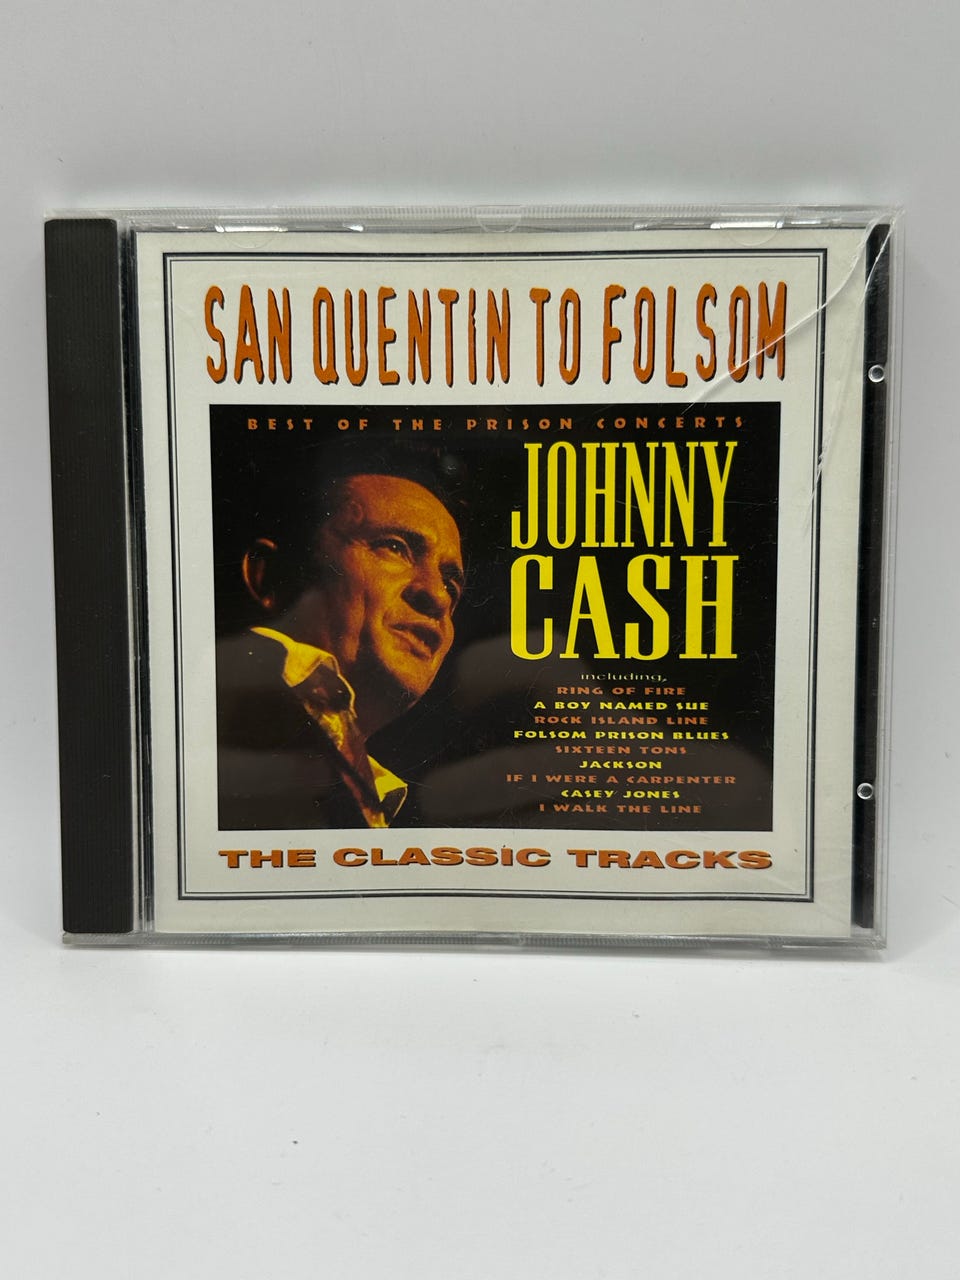 SAN QUENTIN TO FOLSOM
BEST OF THE PRISON CONCERTS
JOHNNY
CASH
including,
RING OF FIRE
A BOY NAMED SUE
ROCK ISLAND LINE
FOLSOM PRISON BLUES
SIXTEEN TONS
JACKSON
IF I WERE A CARPENTER
CASEY JONES
I WALK THE LINE
THE CLASSIC TRACKS